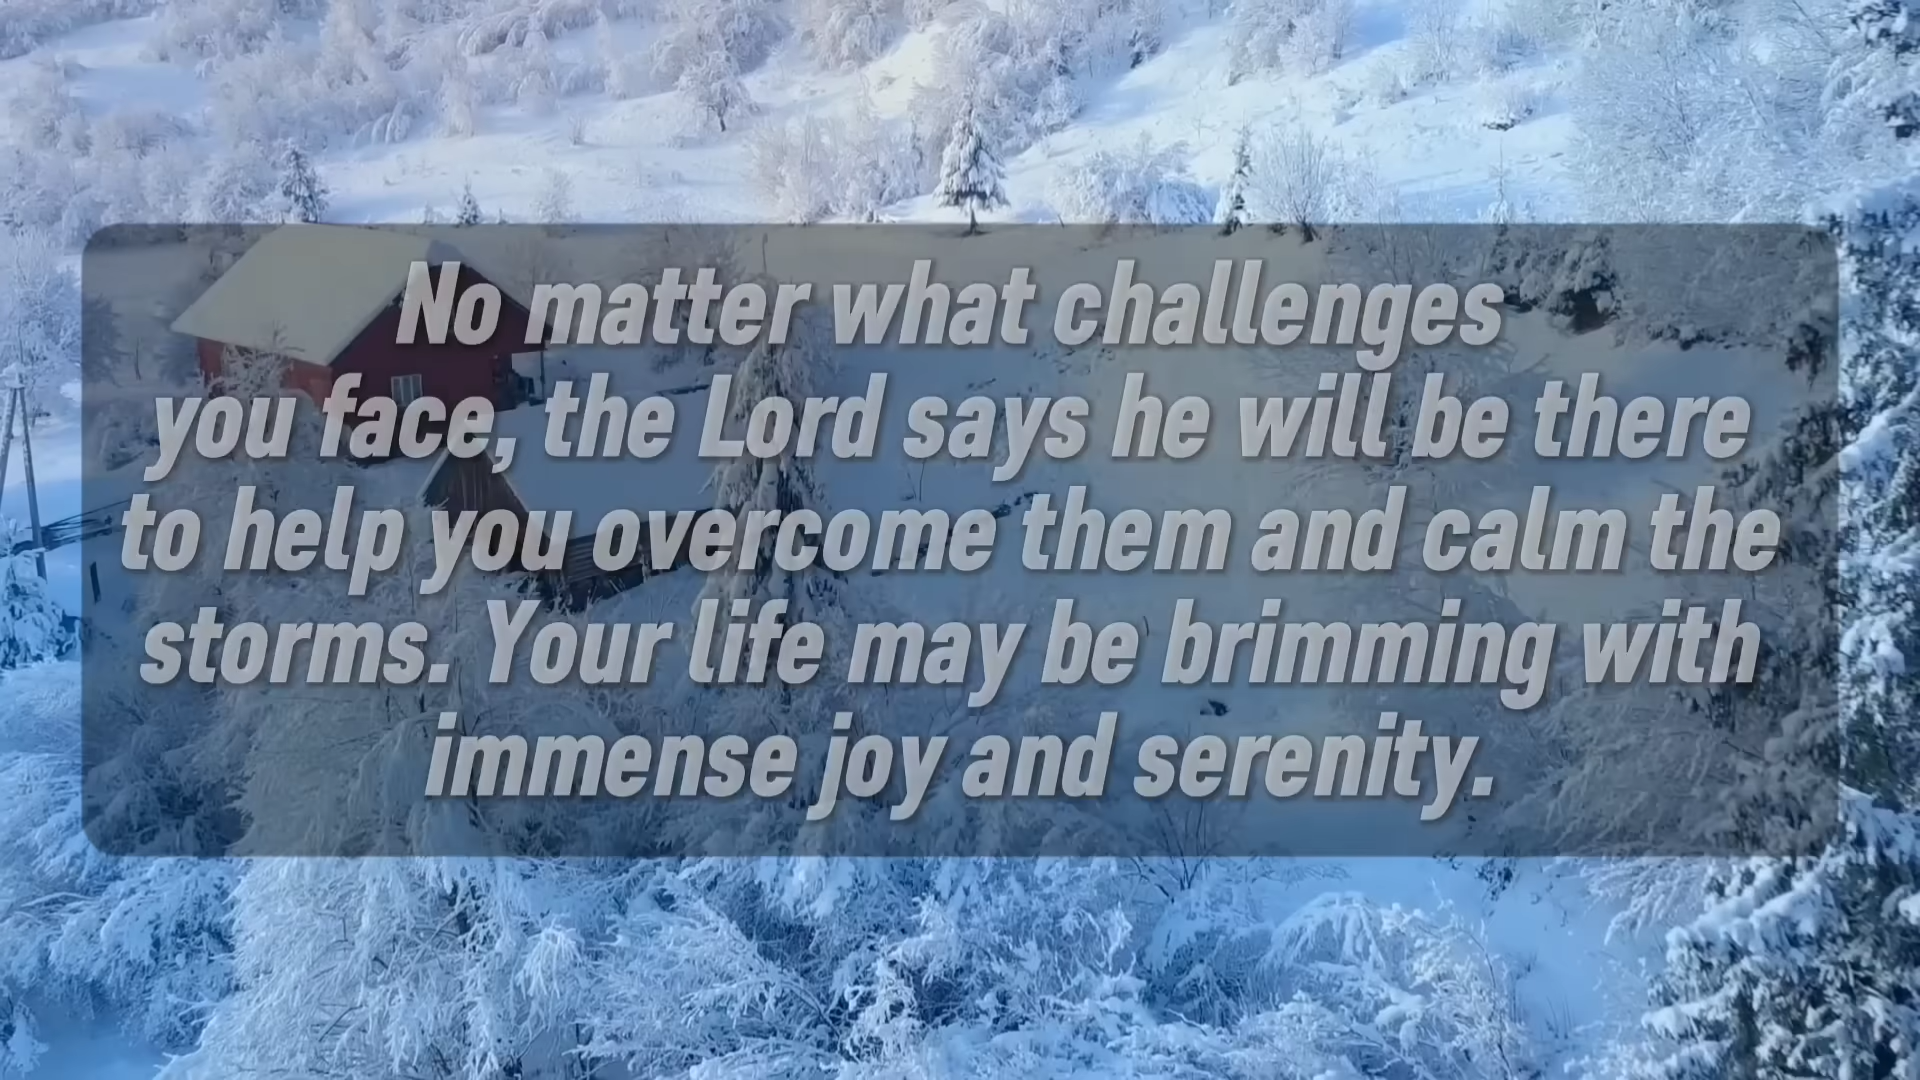 No matter what challenges
you face, the Lord says he will be there
to help you overcome them and calm the
storms. Your life may be brimming with
immense joy and serenity.